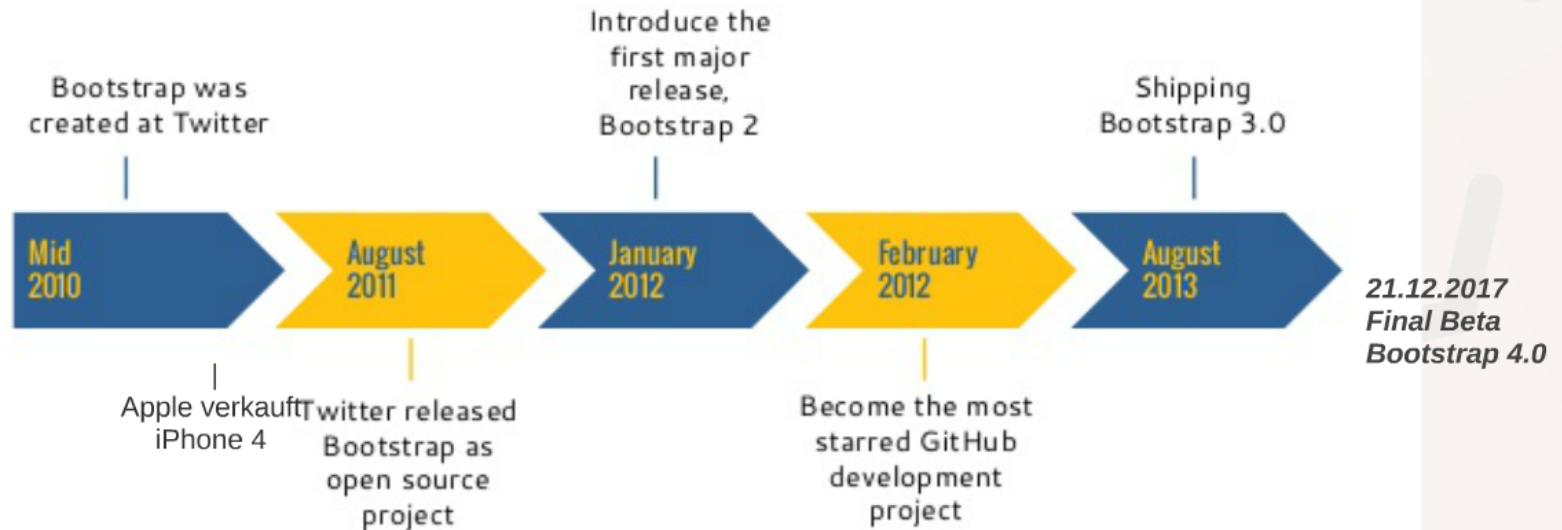 Bootstrap was
created at Twitter
Introduce the
first major
release,
Bootstrap 2
Shipping
Bootstrap 3.0
Mid
2010
August
2011
January
2012
February
2012
August
2013
21.12.2017
Final Beta
Bootstrap 4.0
Apple verkauft
iPhone 4
Twitter released
Bootstrap as
open source
project
Become the most
starred GitHub
development
project